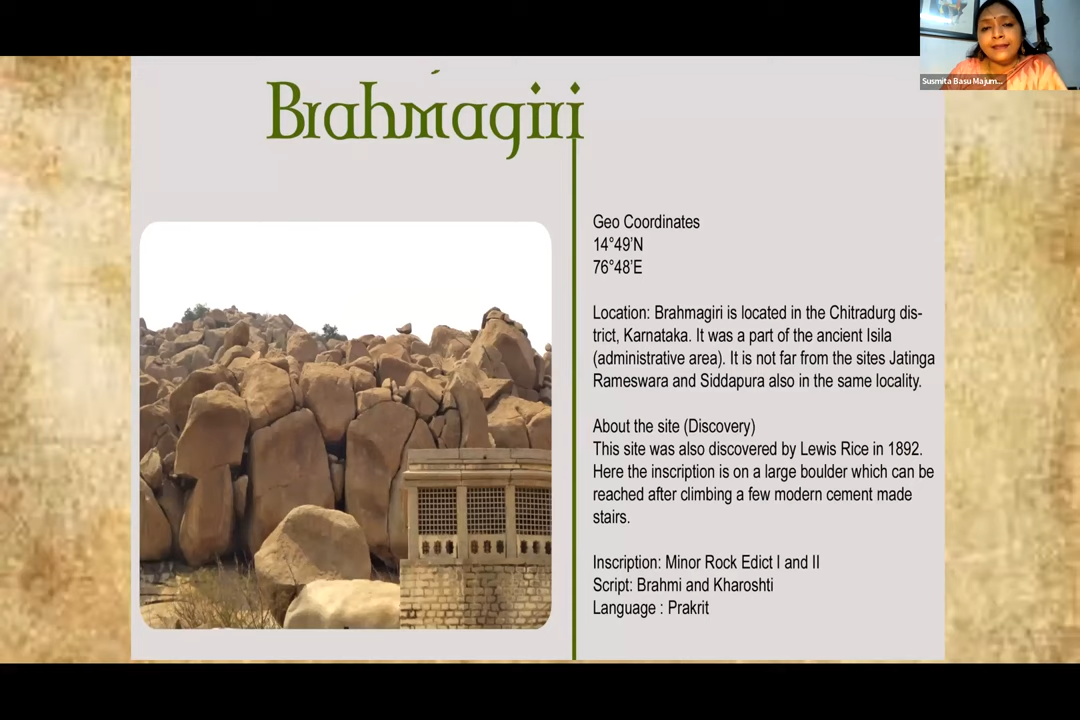 Susmita Basu Majum...
Brahmagiri
Geo Coordinates
14°49'N
76°48'E
Location: Brahmagiri is located in the Chitradurg dis-
trict, Karnataka. It was a part of the ancient Isila
(administrative area). It is not far from the sites Jatinga
Rameswara and Siddapura also in the same locality.
About the site (Discovery)
This site was also discovered by Lewis Rice in 1892.
Here the inscription is on a large boulder which can be
reached after climbing a few modern cement made
stairs.
Inscription: Minor Rock Edict I and II
Script: Brahmi and Kharoshti
Language : Prakrit